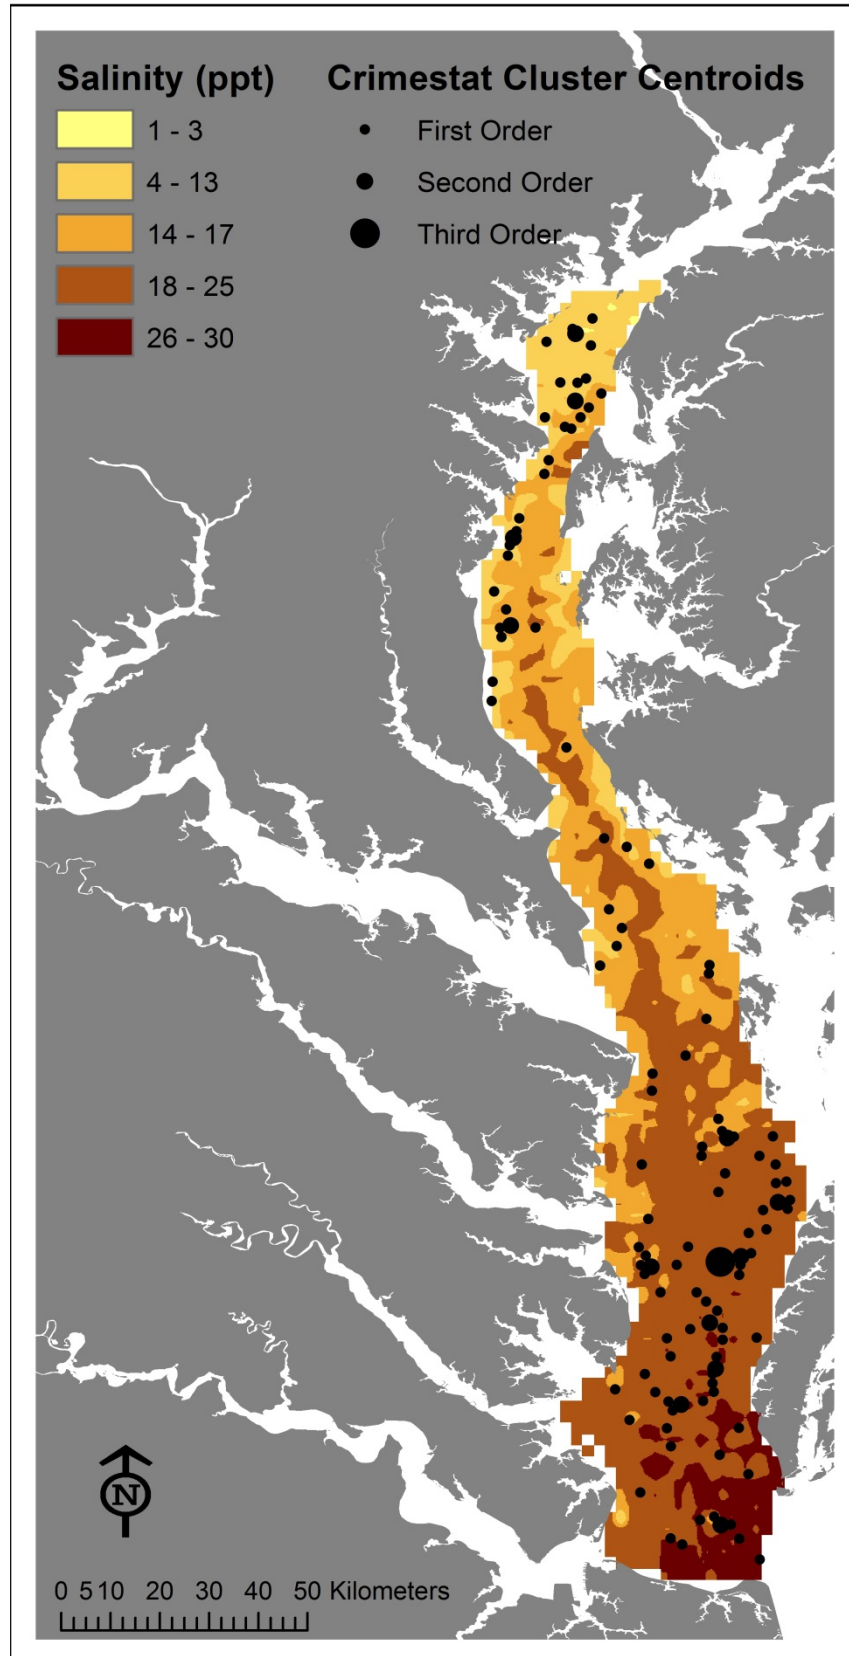 Salinity (ppt)
1 - 3
4 - 13
14 - 17
18 - 25
26 - 30
Crimestat Cluster Centroids
First Order
Second Order
Third Order
N
0 5 10 20 30 40 50 Kilometers